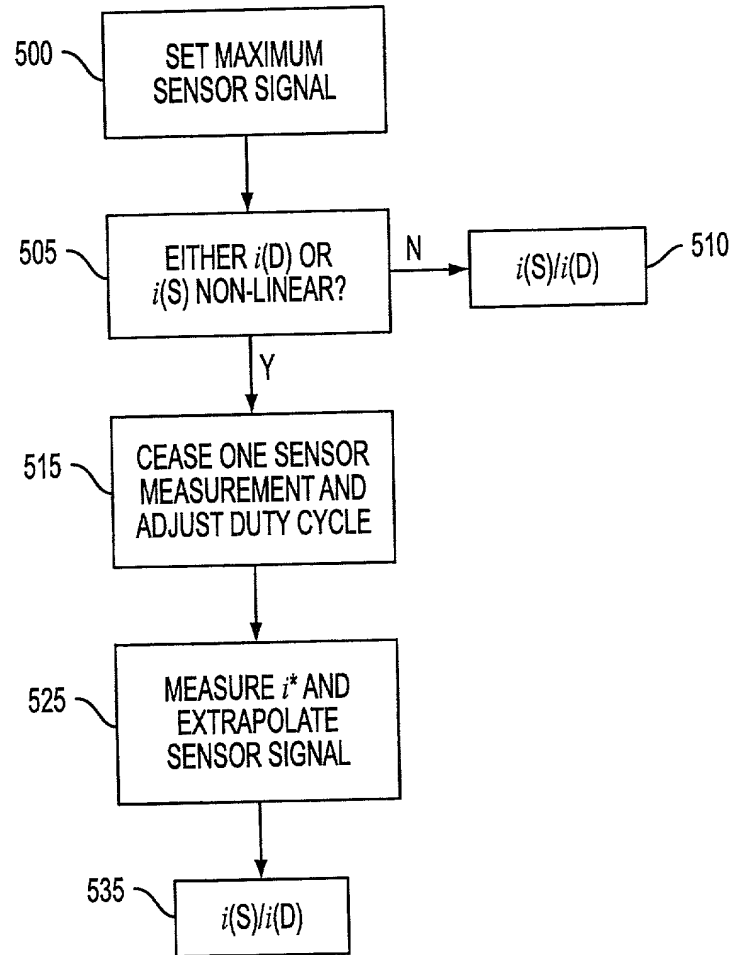 500
SET MAXIMUM
SENSOR SIGNAL
505
EITHER i(D) OR
i(S) NON-LINEAR?
N
i(S)/i(D)
510
Y
515
CEASE ONE SENSOR
MEASUREMENT AND
ADJUST DUTY CYCLE
525
MEASURE i* AND
EXTRAPOLATE
SENSOR SIGNAL
535
i(S)/i(D)